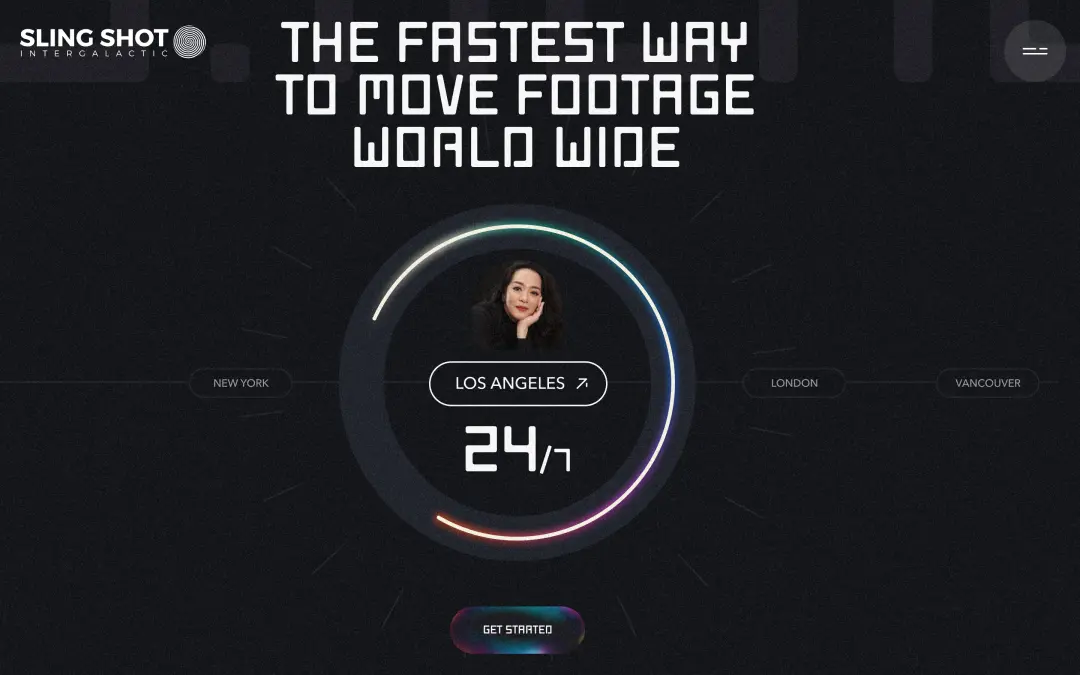 SLING SHOT
INTERGALACTIC
THE FASTEST WAY
TO MOVE FOOTAGE
WORLD WIDE
NEW YORK
LOS ANGELES
LONDON
VANCOUVER
24/7
GET STARTED